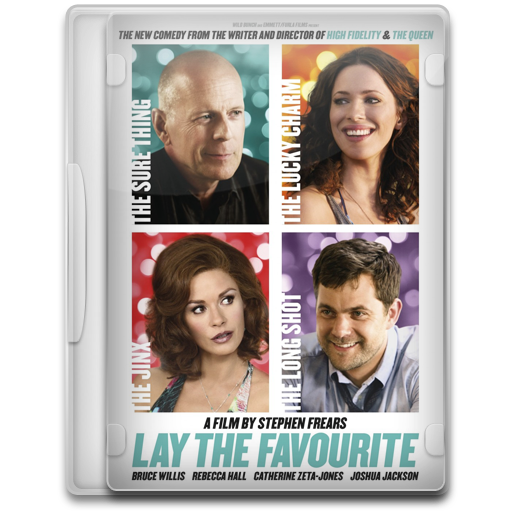 THE NEW COMEDY FROM THE WRITER AND DIRECTOR OF HIGH FIDELITY & THE QUEEN
THE SURE THING
THE LUCKY CHARM
THE JINX
THE LONG SHOT
A FILM BY STEPHEN FREARS
LAY THE FAVOURITE
BRUCE WILLIS REBECCA HALL CATHERINE ZETA-JONES JOSHUA JACKSON